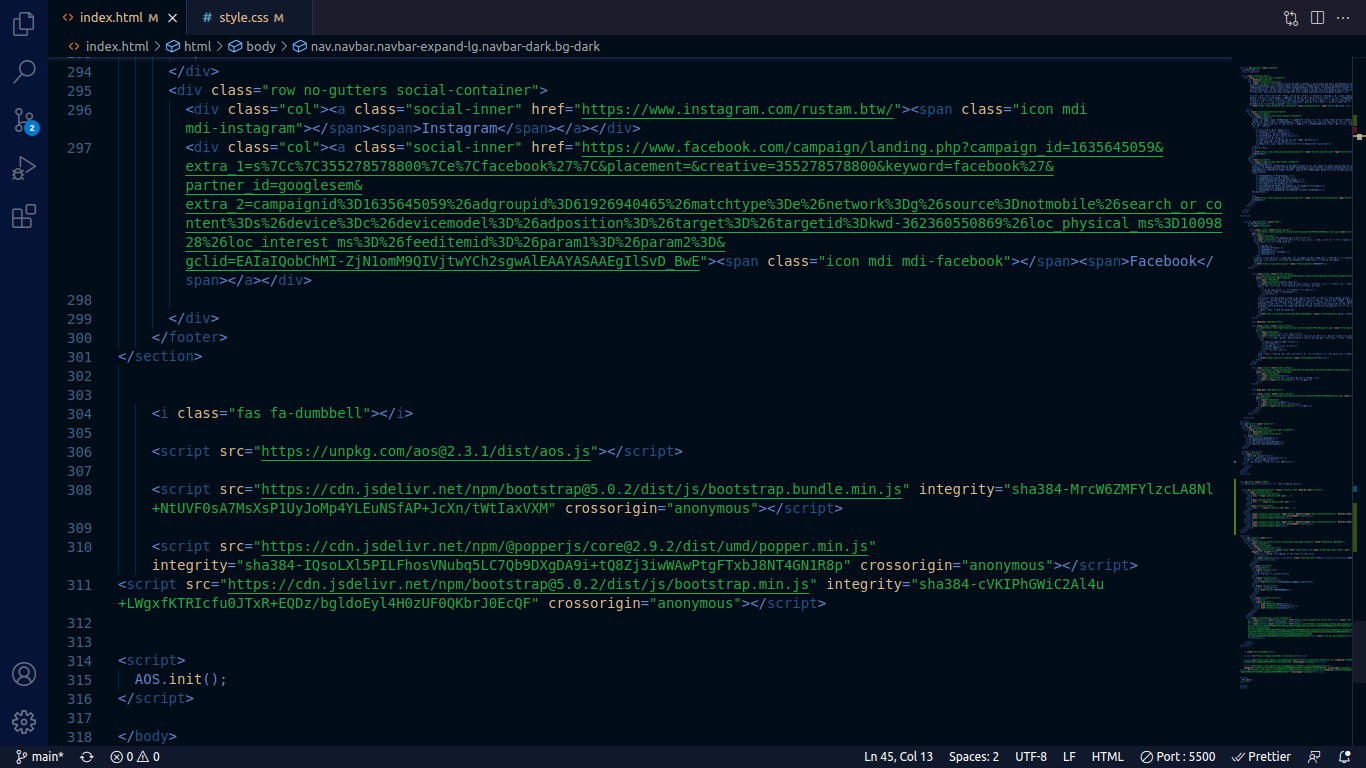 index.html M
# style.css M
index.html > html > body > nav.navbar.navbar-expand-lg.navbar-dark.bg-dark
294 </div>
295 <div class="row no-gutters social-container">
296 <div class="col"><a class="social-inner" href="https://www.instagram.com/rustam.btw/"><span class="icon mdi
mdi-instagram"></span><span>Instagram</span></a></div>
297 <div class="col"><a class="social-inner" href="https://www.facebook.com/campaign/landing.php?campaign_id=1635645059&
extra_1=s%7Cc%7C355278578800%7Ce%7Cfacebook%27%7C&placement=&creative=355278578800&keyword=facebook%27&
partner_id=googlesem&
extra_2=campaignid%3D1635645059%26adgroupid%3D61926940465%26matchtype%3De%26network%3Dg%26source%3Dnotmobile%26search_or_co
ntent%3Ds%26device%3Dc%26devicemodel%3D%26adposition%3D%26target%3D%26targetid%3Dkwd-362360550869%26loc_physical_ms%3D10098
28%26loc_interest_ms%3D%26feeditemid%3D%26param1%3D%26param2%3D&
gclid=EAIaIQobChMI-ZjN1omM9QIVjtwYCh2sgwAlEAAYASAAEgIlSvD_BwE"><span class="icon mdi mdi-facebook"></span><span>Facebook</
span></a></div>
298
299 </div>
300 </footer>
301 </section>
302
303
304 <i class="fas fa-dumbbell"></i>
305
306 <script src="https://unpkg.com/aos@2.3.1/dist/aos.js"></script>
307
308 <script src="https://cdn.jsdelivr.net/npm/bootstrap@5.0.2/dist/js/bootstrap.bundle.min.js" integrity="sha384-MrcW6ZMFYlzcLA8Nl
+NtUVF0sA7MsXsP1UyJoMp4YLEuNSfAP+JcXn/tWtIaxVXM" crossorigin="anonymous"></script>
309
310 <script src="https://cdn.jsdelivr.net/npm/@popperjs/core@2.9.2/dist/umd/popper.min.js"
integrity="sha384-IQsoLXl5PILFhosVNubq5LC7Qb9DXgDA9i+tQ8Zj3iwWAwPtgFTxbJ8NT4GN1R8p" crossorigin="anonymous"></script>
311 <script src="https://cdn.jsdelivr.net/npm/bootstrap@5.0.2/dist/js/bootstrap.min.js" integrity="sha384-cVKIPhGWiC2Al4u
+LWgxfKTRIcfu0JTxR+EQDz/bgldoEyl4H0zUF0QKbrJ0EcQF" crossorigin="anonymous"></script>
312
313
314 <script>
315 AOS.init();
316 </script>
317
318 </body>
2
main*
0 0
Ln 45, Col 13
Spaces: 2
UTF-8
LF
HTML
Port : 5500
Prettier